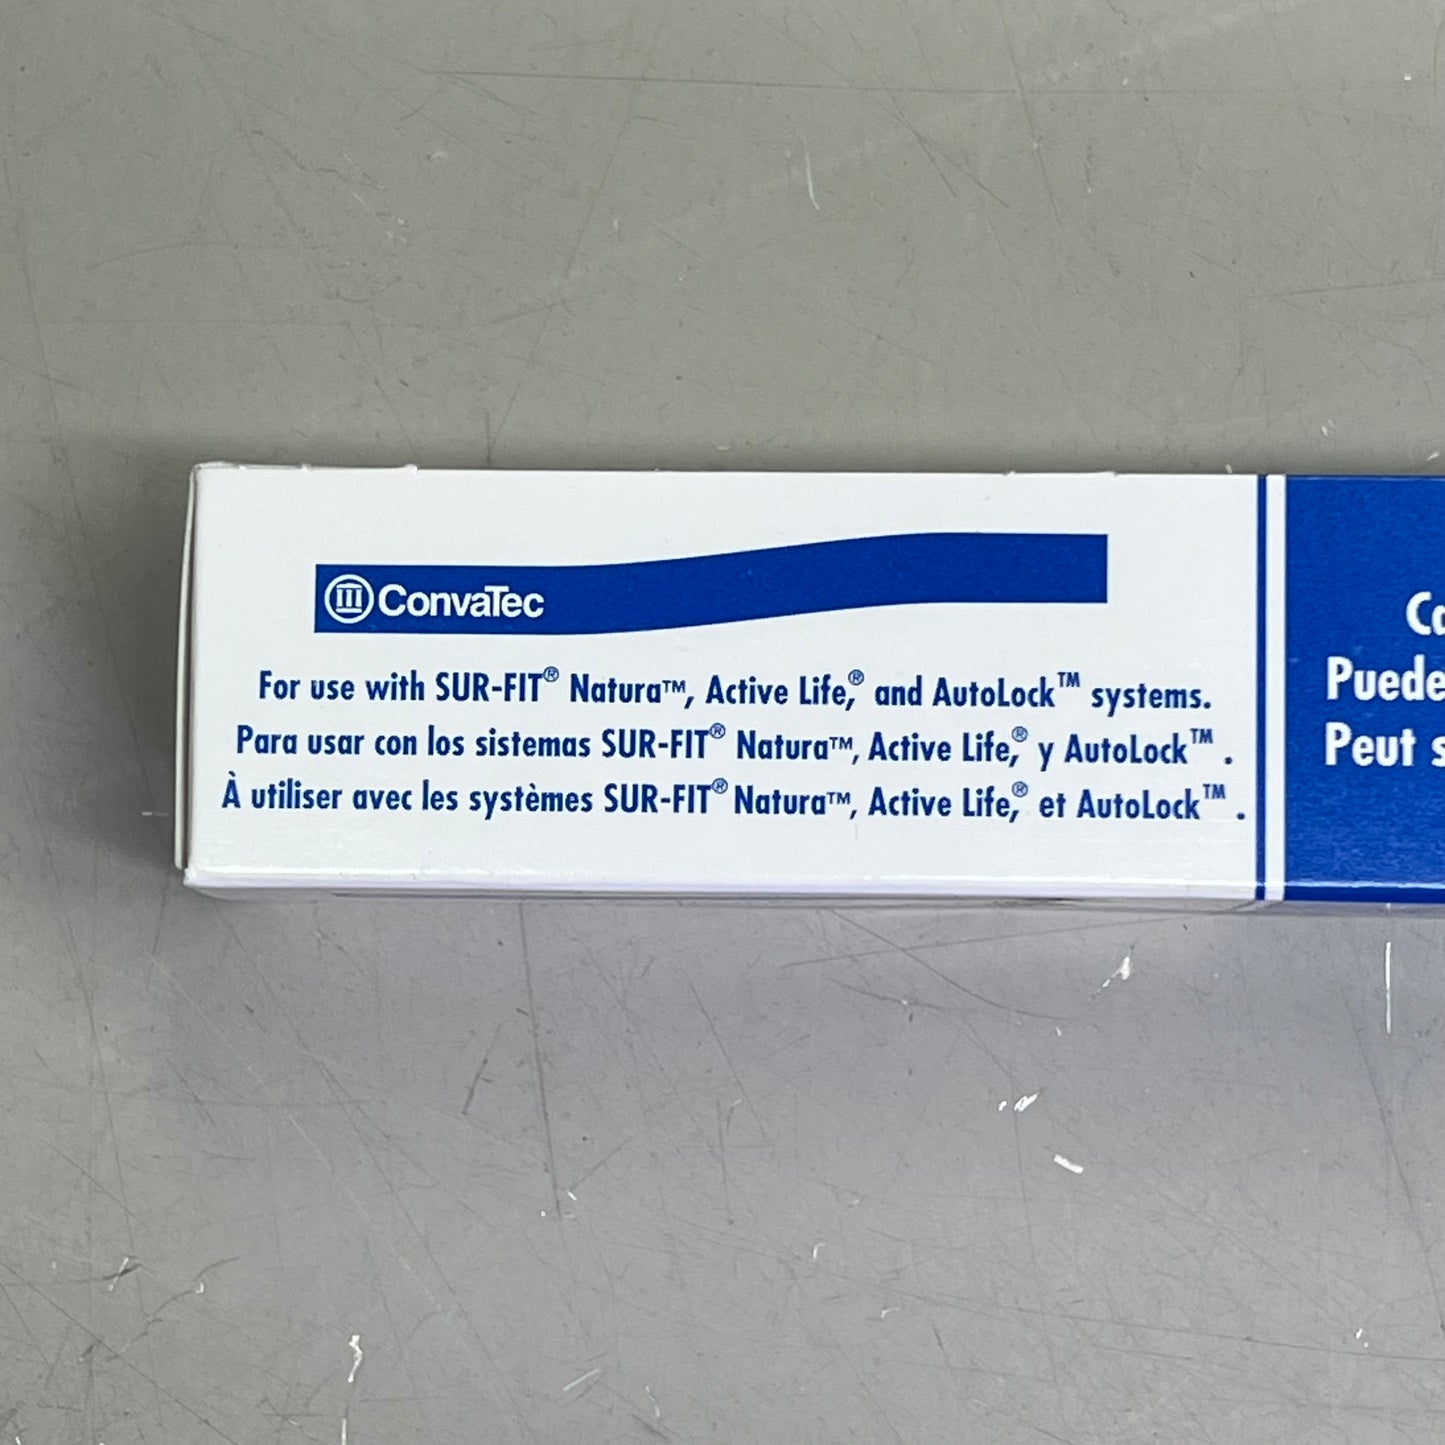 ConvaTec
For use with SUR-FIT® Natura™, Active Life,® and AutoLock™ systems.
Para usar con los sistemas SUR-FIT® Natura™, Active Life,® y AutoLock™ .
À utiliser avec les systèmes SUR-FIT® Natura™, Active Life,® et AutoLock™ .
Puede
Peut